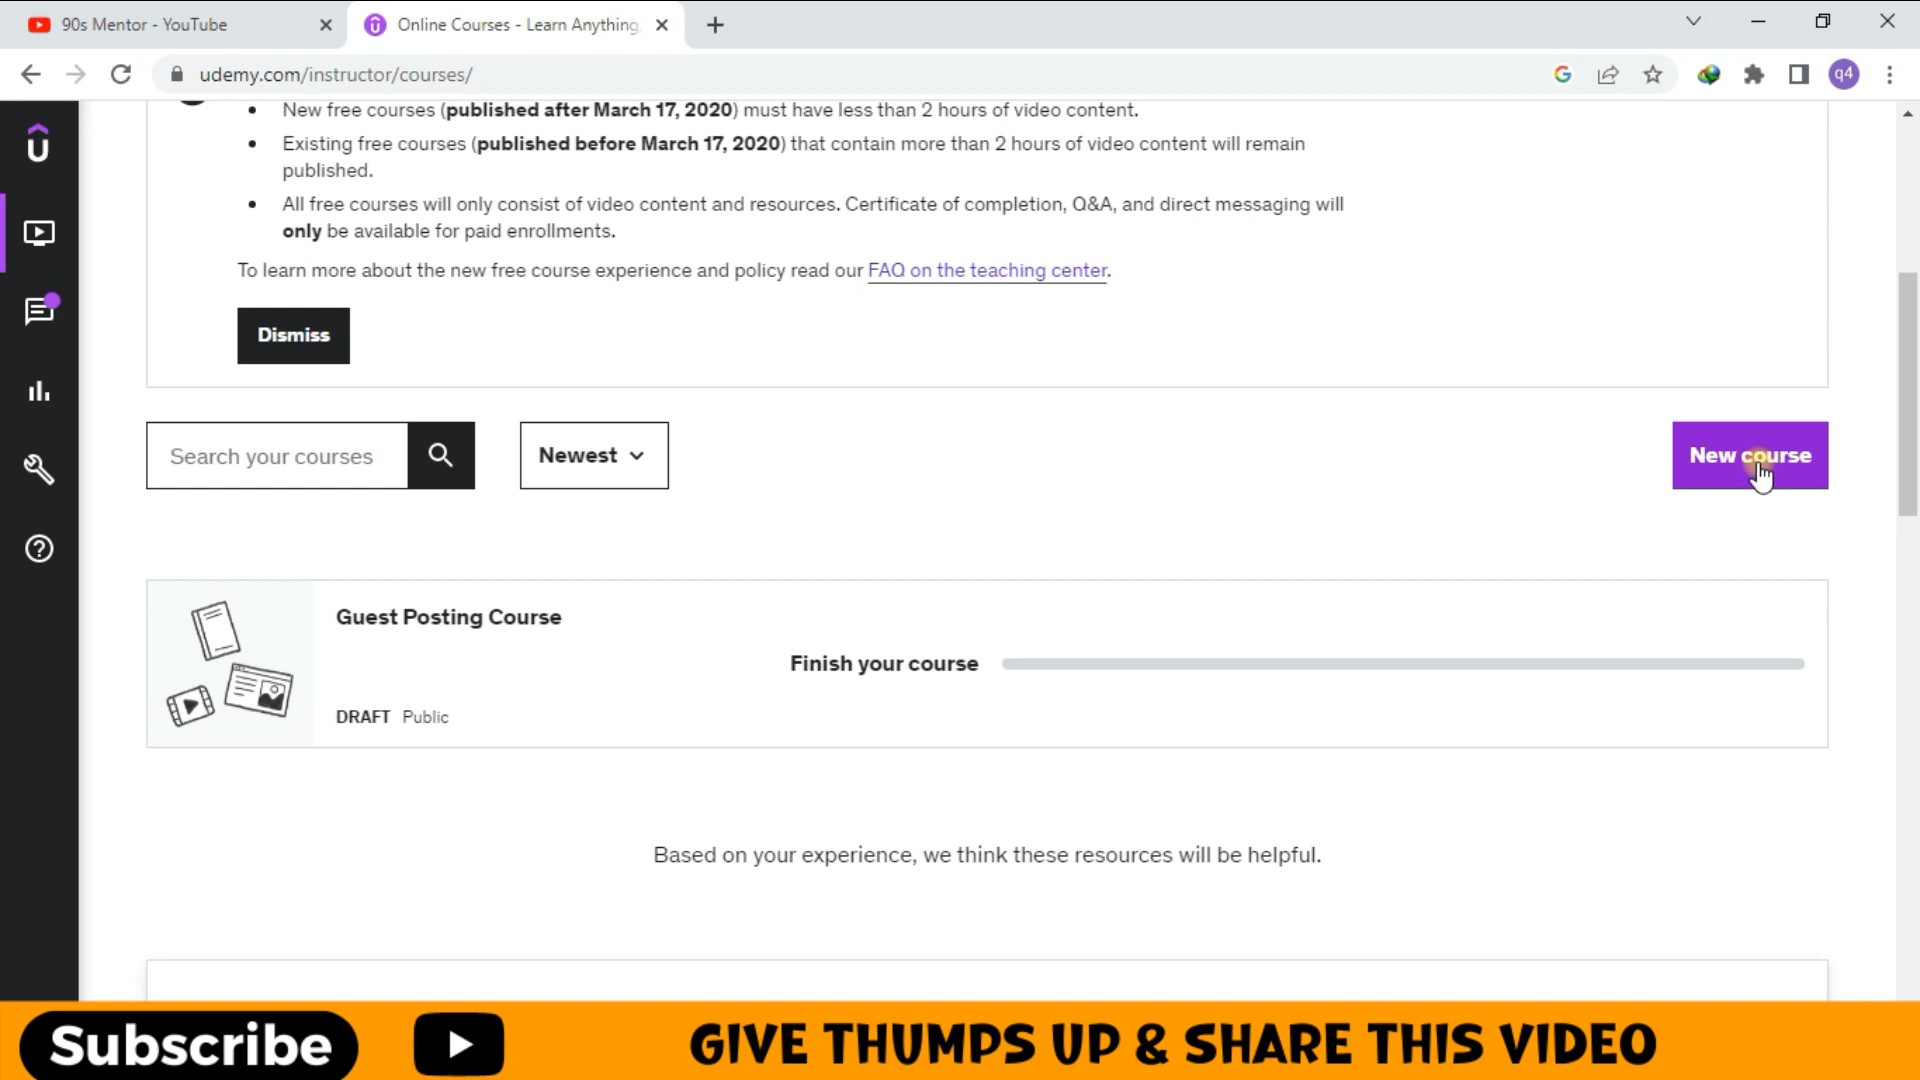 90s Mentor - YouTube
Online Courses - Learn Anything,
udemy.com/instructor/courses/
q4
New free courses (published after March 17, 2020) must have less than 2 hours of video content.
Existing free courses (published before March 17, 2020) that contain more than 2 hours of video content will remain
published.
All free courses will only consist of video content and resources. Certificate of completion, Q&A, and direct messaging will
only be available for paid enrollments.
To learn more about the new free course experience and policy read our FAQ on the teaching center.
Dismiss
Search your courses
Newest
New course
Guest Posting Course
Finish your course
DRAFT Public
Based on your experience, we think these resources will be helpful.
Subscribe
GIVE THUMPS UP & SHARE THIS VIDEO